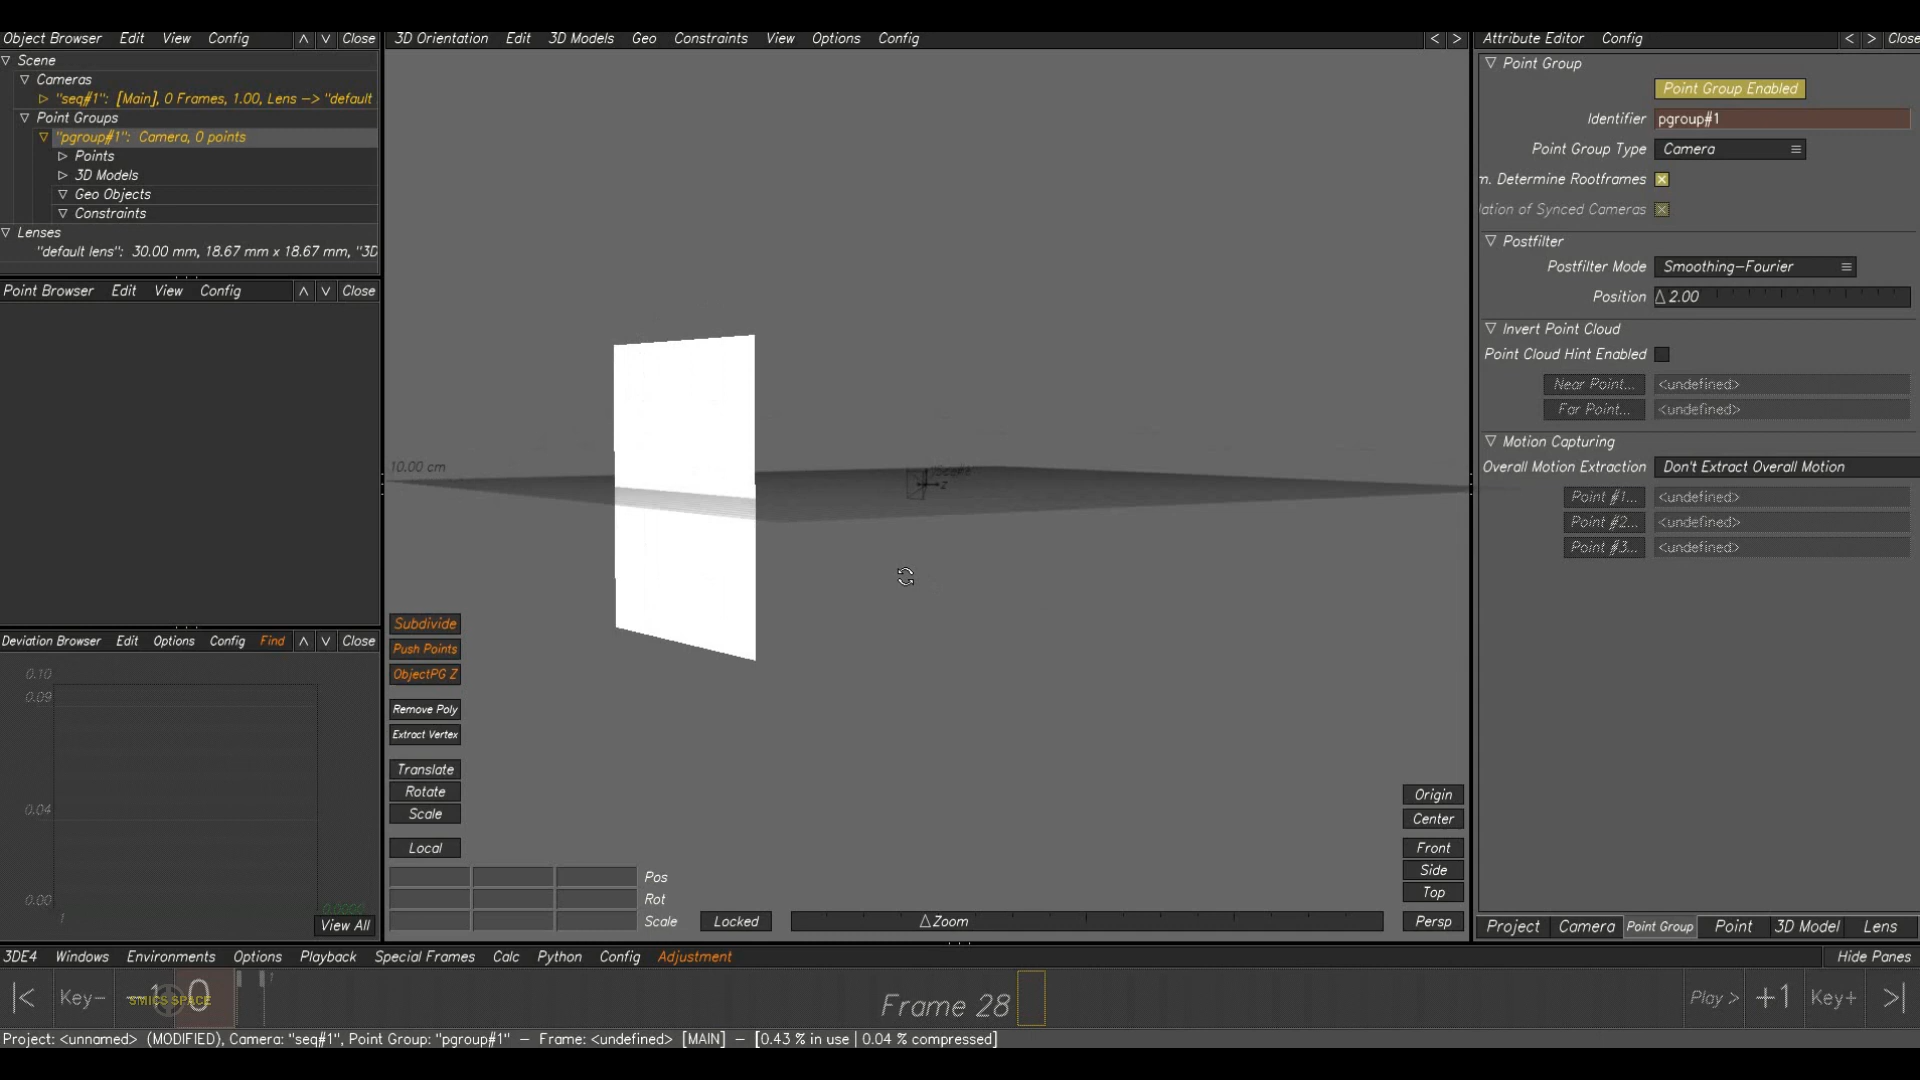 Object Browser Edit View Config Close
Scene
Cameras
"seq#1": [Main], 0 Frames, 1.00, Lens -> "default
Point Groups
"pgroup#1": Camera, 0 points
Points
3D Models
Geo Objects
Constraints
Lenses
"default lens": 30.00 mm, 18.67 mm x 18.67 mm, "3D
Point Browser Edit View Config Close
Deviation Browser Edit Options Config Find Close
0.10
0.09
0.04
0.00
1
0.0000
View All
3D Orientation Edit 3D Models Geo Constraints View Options Config < >
10.00 cm
Z
Subdivide
Push Points
ObjectPG Z
Remove Poly
Extract Vertex
Translate
Rotate
Scale
Local
Pos
Rot
Scale
Locked
Zoom
Origin
Center
Front
Side
Top
Persp
Attribute Editor Config < > Close
Point Group
Point Group Enabled
Identifier pgroup#1
Point Group Type Camera
m. Determine Rootframes
lation of Synced Cameras
Postfilter
Postfilter Mode Smoothing-Fourier
Position 2.00
Invert Point Cloud
Point Cloud Hint Enabled
Near Point... <undefined>
Far Point... <undefined>
Motion Capturing
Overall Motion Extraction Don't Extract Overall Motion
Point #1... <undefined>
Point #2... <undefined>
Point #3... <undefined>
Project Camera Point Group Point 3D Model Lens
3DE4 Windows Environments Options Playback Special Frames Calc Python Config Adjustment Hide Panes
|< Key- -1 0 1 Frame 28 Play > +1 Key+ >|
SMICS SPACE
Project: <unnamed> (MODIFIED), Camera: "seq#1", Point Group: "pgroup#1" - Frame: <undefined> [MAIN] - [0.43 % in use | 0.04 % compressed]